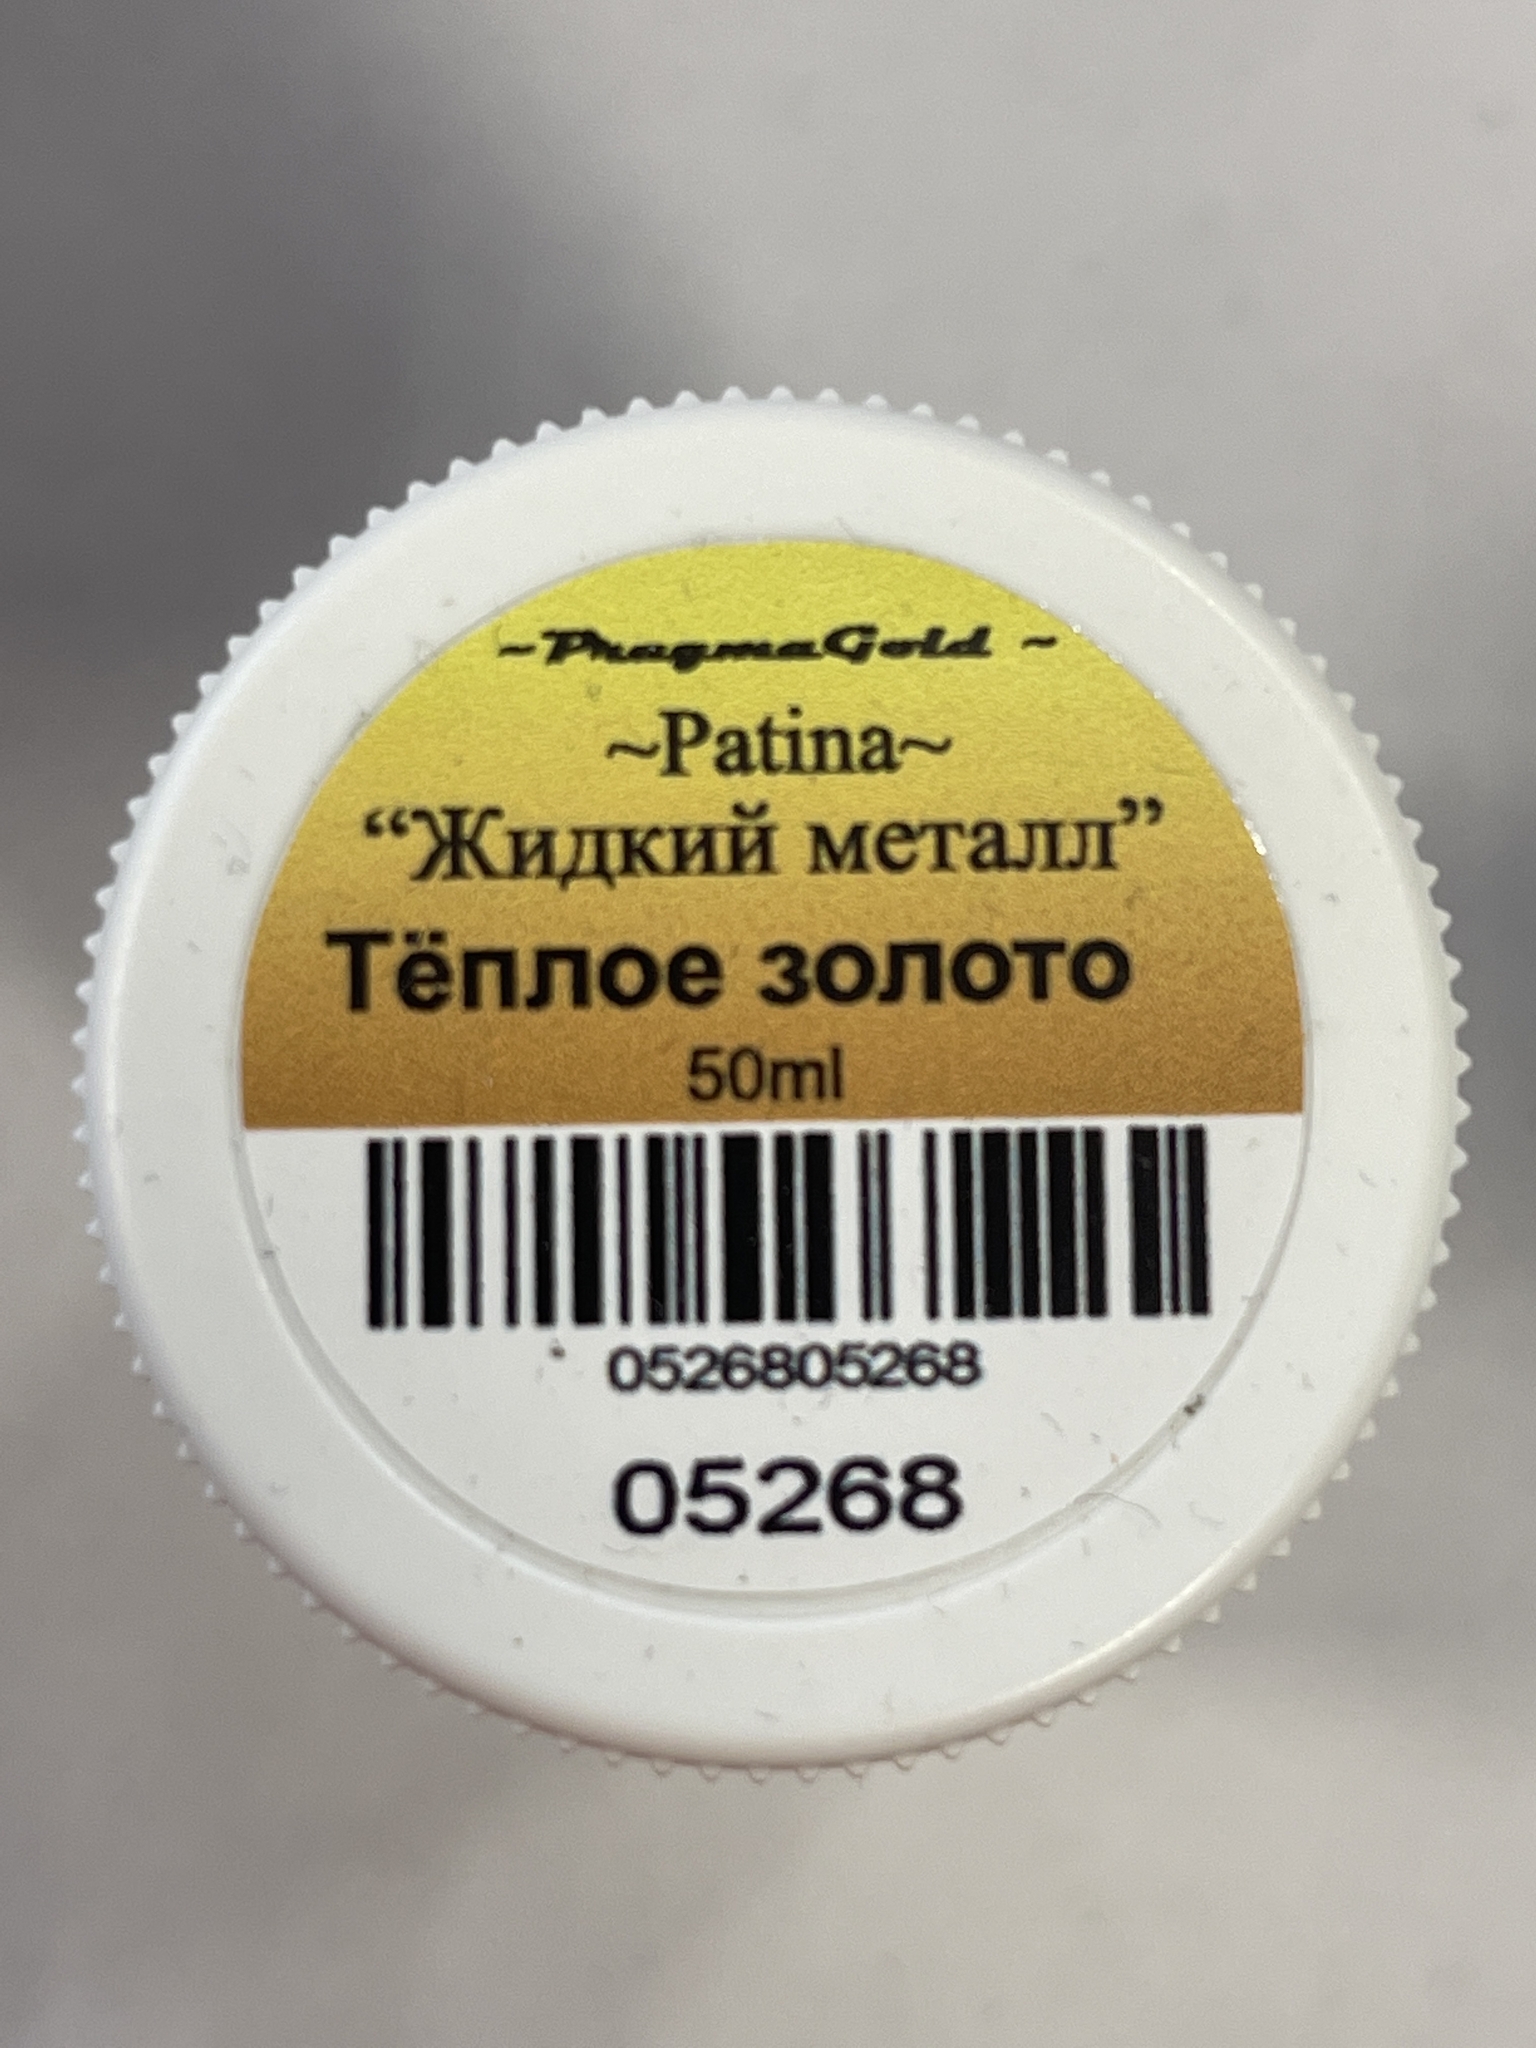 ~PragmaGold ~
~Patina~
“Жидкий металл”
Тёплое золото
50ml
0526805268
05268